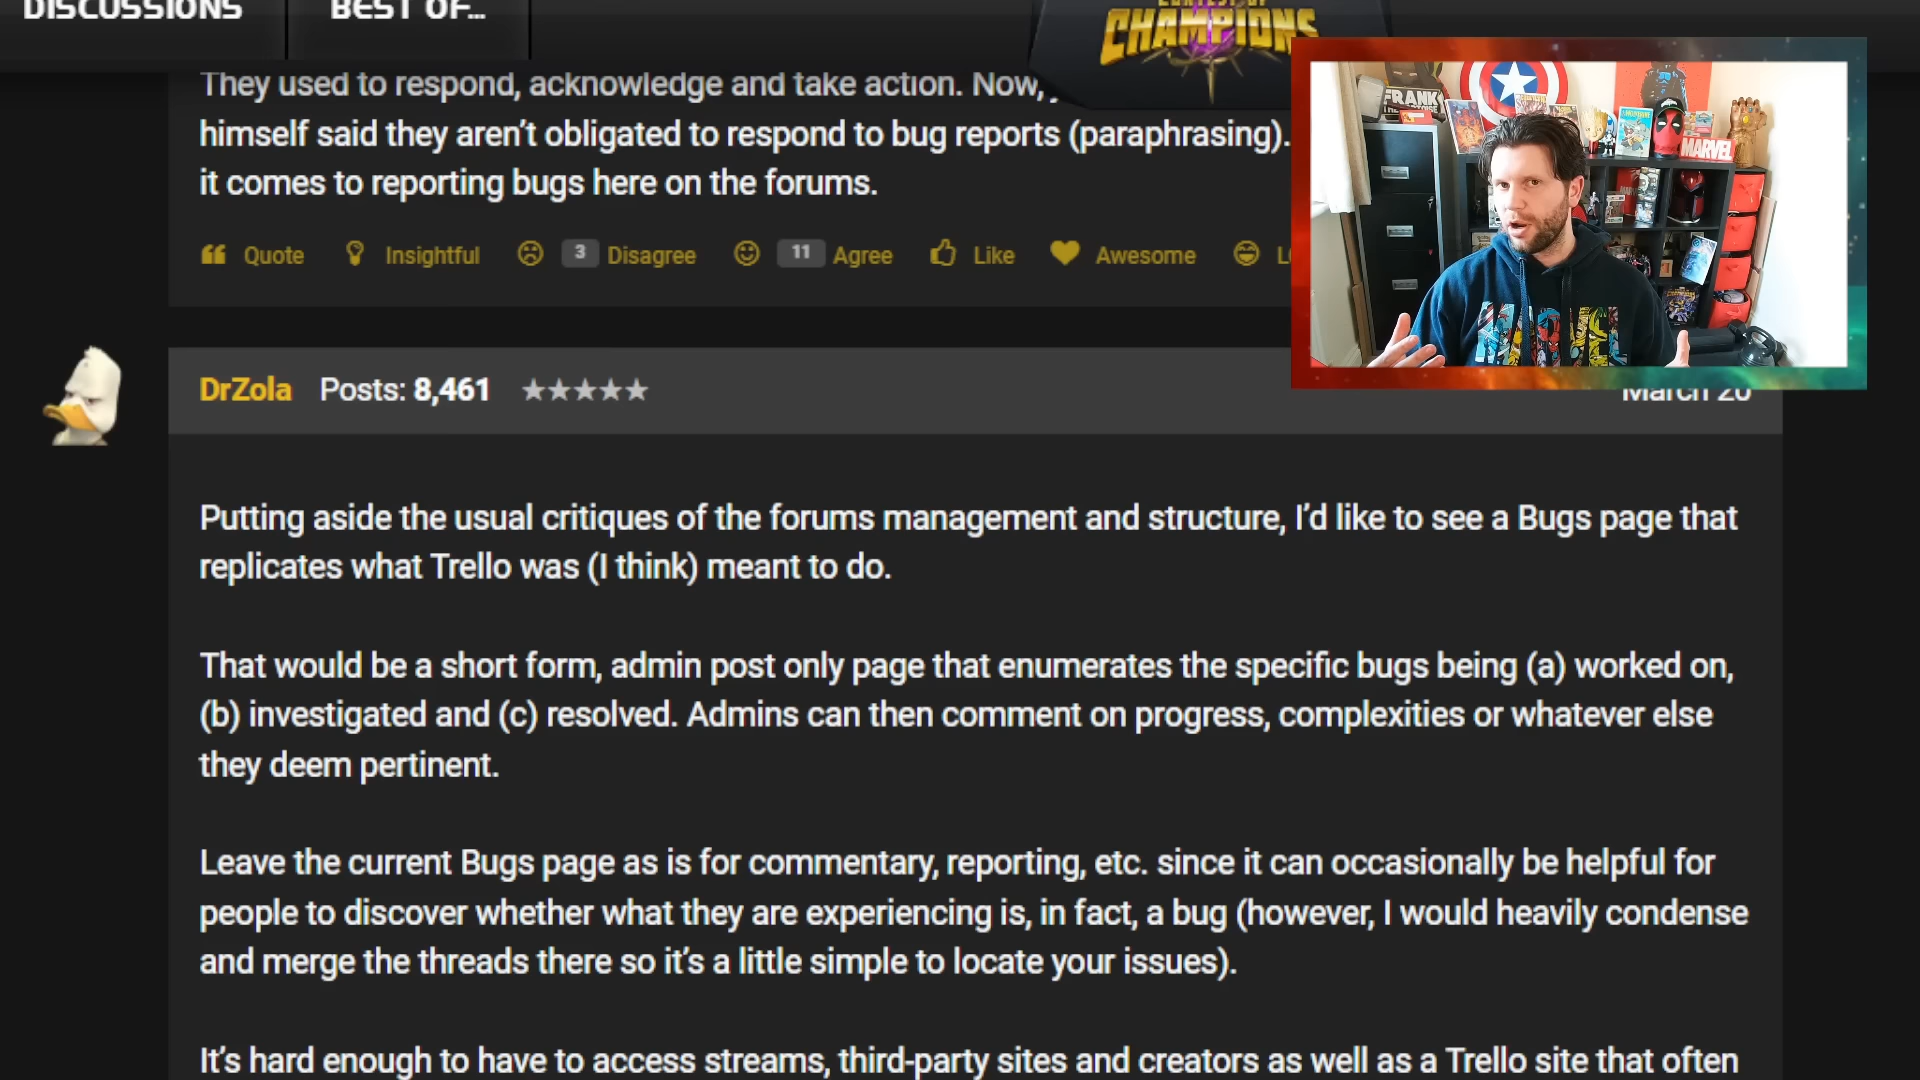 DISCUSSIONS
BEST OF...
CONTEST OF
CHAMPIONS
They used to respond, acknowledge and take action. Now,
himself said they aren’t obligated to respond to bug reports (paraphrasing).
it comes to reporting bugs here on the forums.
Quote Insightful 3 Disagree 11 Agree Like Awesome
FRANK
MARVEL
MARVEL
DrZola Posts: 8,461
March 20
Putting aside the usual critiques of the forums management and structure, I’d like to see a Bugs page that
replicates what Trello was (I think) meant to do.
That would be a short form, admin post only page that enumerates the specific bugs being (a) worked on,
(b) investigated and (c) resolved. Admins can then comment on progress, complexities or whatever else
they deem pertinent.
Leave the current Bugs page as is for commentary, reporting, etc. since it can occasionally be helpful for
people to discover whether what they are experiencing is, in fact, a bug (however, I would heavily condense
and merge the threads there so it’s a little simple to locate your issues).
It’s hard enough to have to access streams, third-party sites and creators as well as a Trello site that often